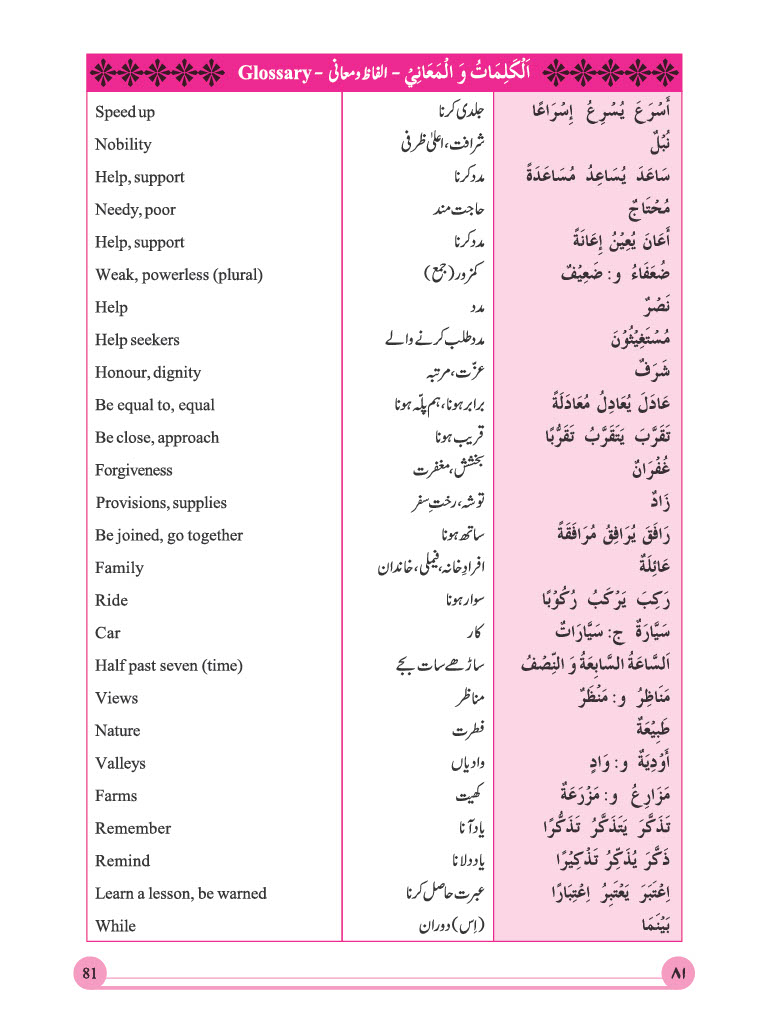 Glossary - الفاظ ومعانی - اَلْكَلِمَاتُ وَ الْمَعَانِيْ
Speed up جلدی کرنا أَسْرَعَ يُسْرِعُ إِسْرَاعًا
Nobility شرافت، اعلیٰ ظرفی نُبْلٌ
Help, support مدد کرنا سَاعَدَ يُسَاعِدُ مُسَاعَدَةً
Needy, poor حاجت مند مُحْتَاجٌ
Help, support مدد کرنا أَعَانَ يُعِيْنُ إِعَانَةً
Weak, powerless (plural) کمزور (جمع) ضُعَفَاءُ و: ضَعِيْفٌ
Help مدد نَصْرٌ
Help seekers مدد طلب کرنے والے مُسْتَغِيْثُوْنَ
Honour, dignity عزّت، مرتبہ شَرَفٌ
Be equal to, equal برابر ہونا، ہم پلّہ ہونا عَادَلَ يُعَادِلُ مُعَادَلَةً
Be close, approach قریب ہونا تَقَرَّبَ يَتَقَرَّبُ تَقَرُّبًا
Forgiveness بخشش، مغفرت غُفْرَانٌ
Provisions, supplies توشہ، رختِ سفر زَادٌ
Be joined, go together ساتھ ہونا رَافَقَ يُرَافِقُ مُرَافَقَةً
Family افرادِ خانہ، فیملی، خاندان عَائِلَةٌ
Ride سوار ہونا رَكِبَ يَرْكَبُ رُكُوْبًا
Car کار سَيَّارَةٌ ج: سَيَّارَاتٌ
Half past seven (time) ساڑھے سات بجے اَلسَّاعَةُ السَّابِعَةُ وَ النِّصْفُ
Views مناظر مَنَاظِرُ و: مَنْظَرٌ
Nature فطرت طَبِيْعَةٌ
Valleys وادیاں أَوْدِيَةٌ و: وَادٍ
Farms کھیت مَزَارِعُ و: مَزْرَعَةٌ
Remember یاد آنا تَذَكَّرَ يَتَذَكَّرُ تَذَكُّرًا
Remind یاد دلانا ذَكَّرَ يُذَكِّرُ تَذْكِيْرًا
Learn a lesson, be warned عبرت حاصل کرنا اِعْتَبَرَ يَعْتَبِرُ اِعْتِبَارًا
While (اِس) دوران بَيْنَمَا
81 ۸۱